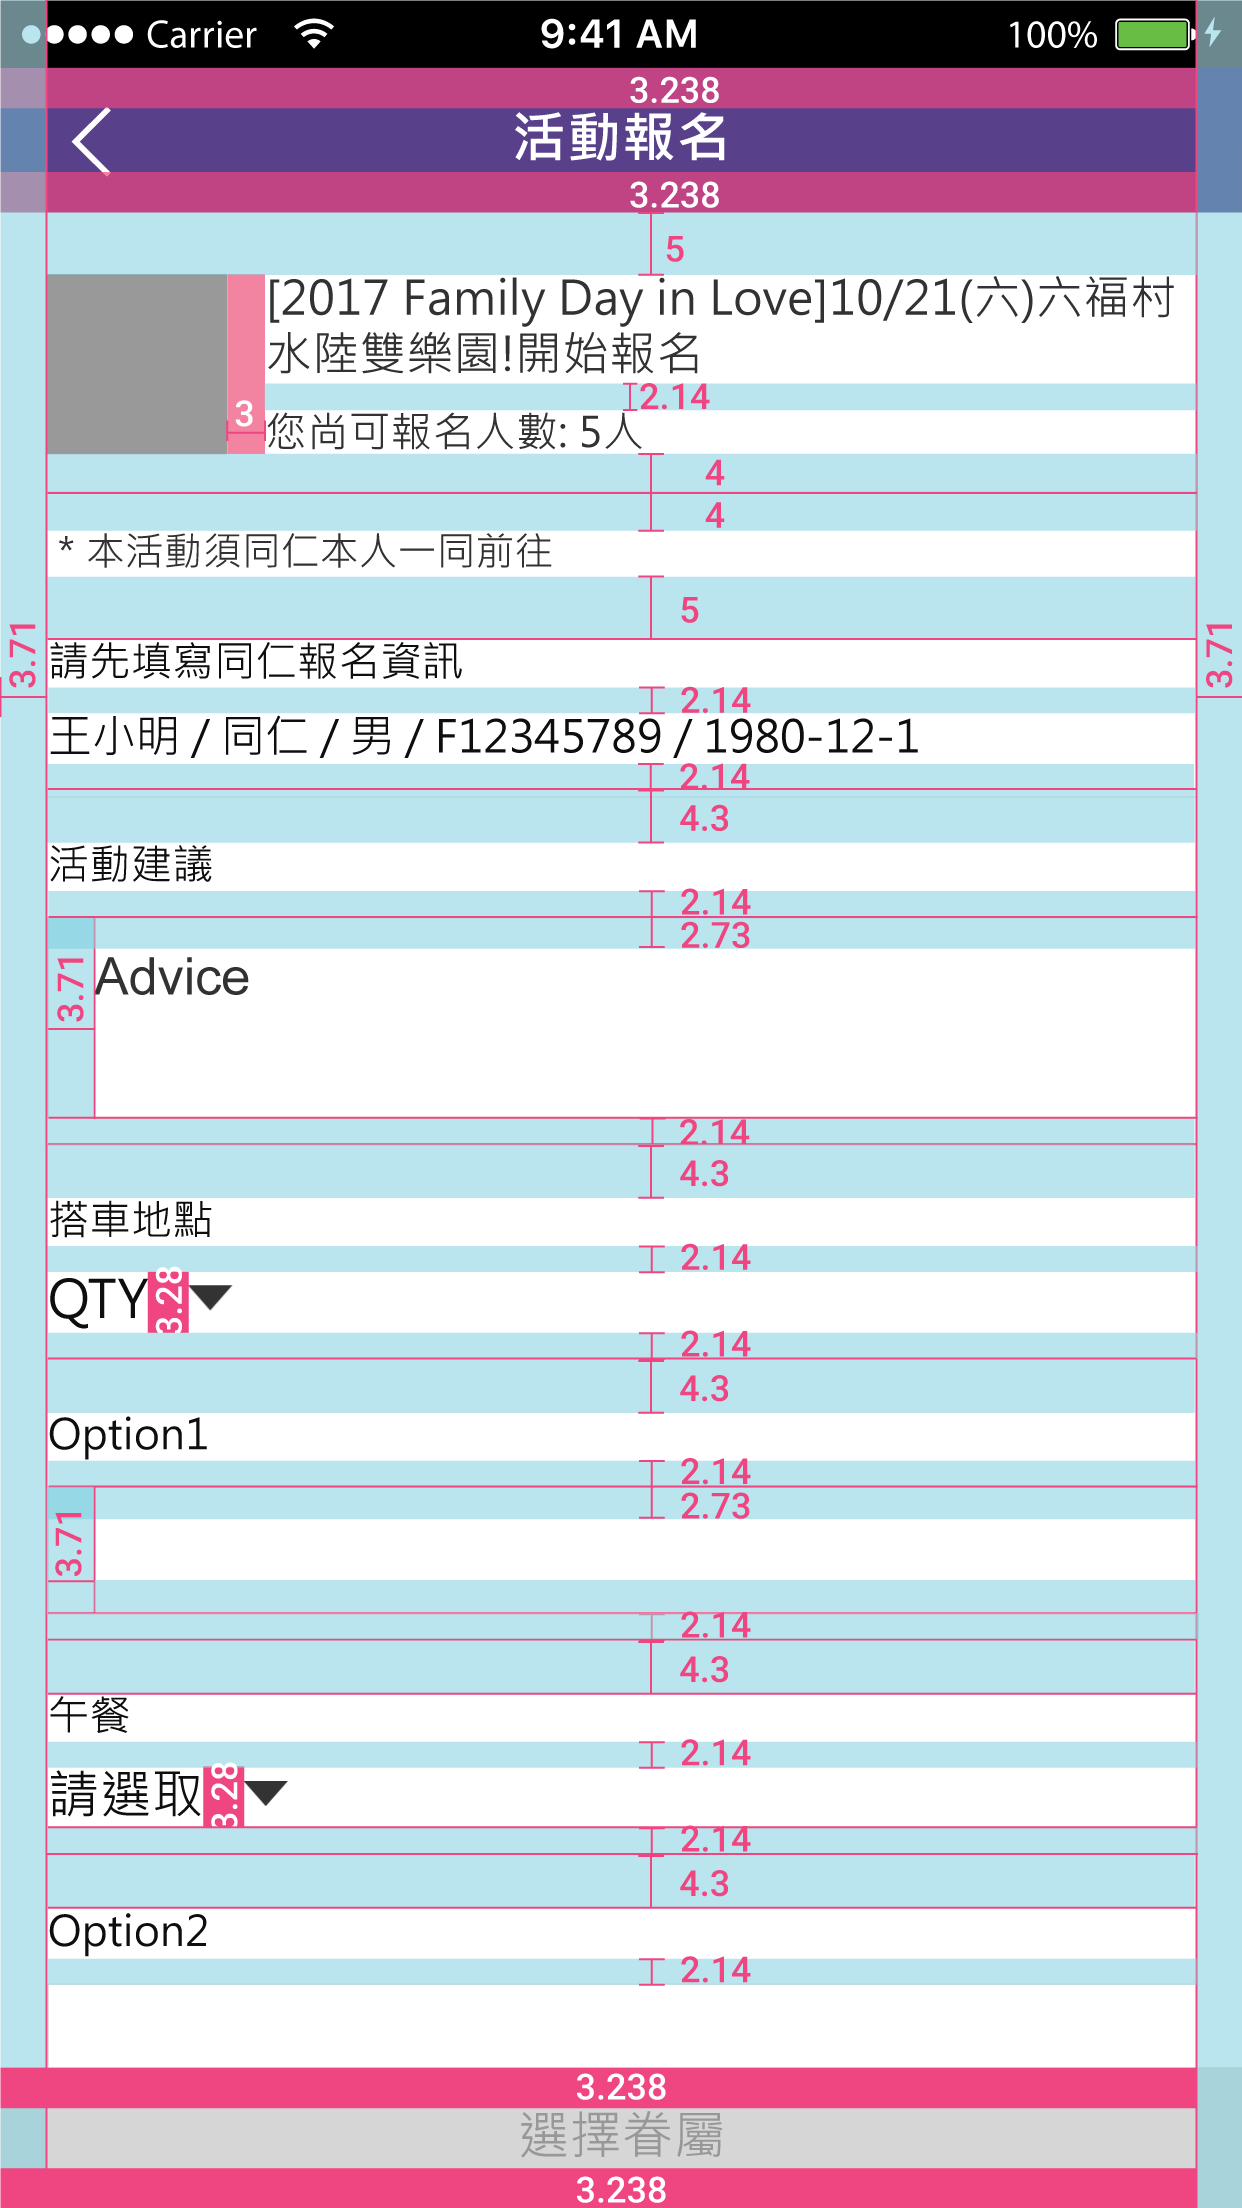 Carrier 9:41 AM 100%
3.238
活動報名
3.238
5
[2017 Family Day in Love]10/21(六)六福村
水陸雙樂園!開始報名
2.14
3
您尚可報名人數: 5人
4
4
* 本活動須同仁本人一同前往
5
3.71
3.71
請先填寫同仁報名資訊
2.14
王小明 / 同仁 / 男 / F12345789 / 1980-12-1
2.14
4.3
活動建議
2.14
2.73
3.71
Advice
2.14
4.3
搭車地點
2.14
QTY
3.28
2.14
4.3
Option1
2.14
2.73
3.71
2.14
4.3
午餐
2.14
請選取
3.28
2.14
4.3
Option2
2.14
3.238
選擇眷屬
3.238